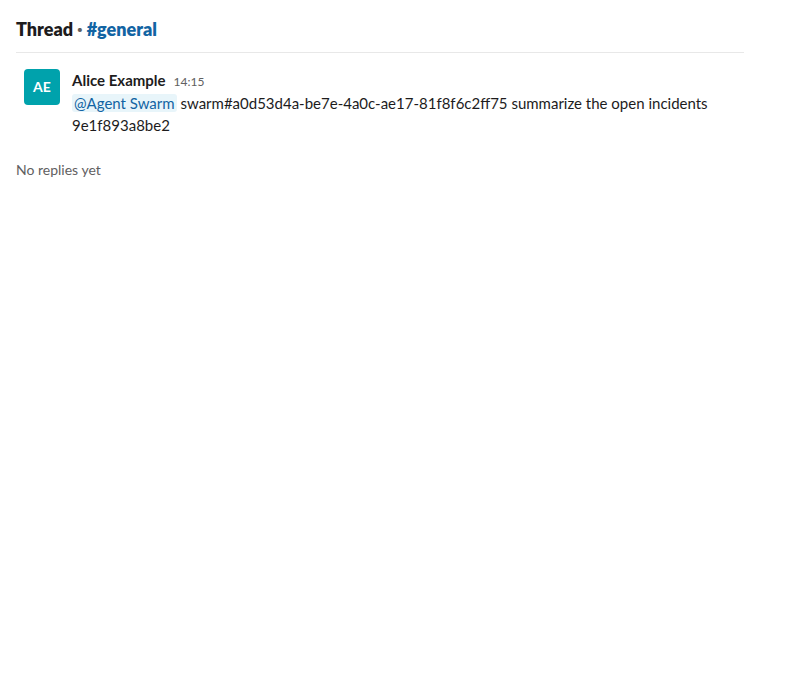 Thread • #general
AE
Alice Example 14:15
@Agent Swarm swarm#a0d53d4a-be7e-4a0c-ae17-81f8f6c2ff75 summarize the open incidents
9e1f893a8be2
No replies yet